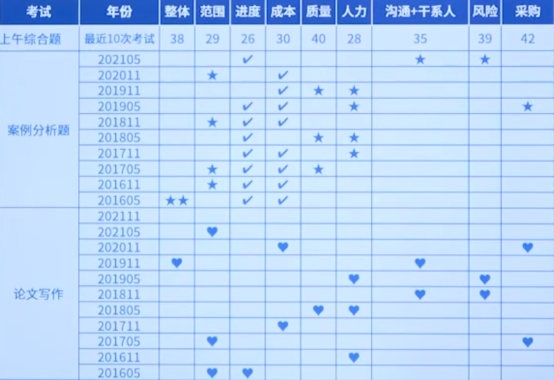 考试 年份 整体 范围 进度 成本 质量 人力 沟通+干系人 风险 采购
上午综合题 最近10次考试 38 29 26 30 40 28 35 39 42
案例分析题
202105 ✓ ★ ★
202011 ★ ✓
201911 ✓ ★ ★
201905 ✓ ✓ ★ ★
201811 ★ ✓ ✓
201805 ✓ ★ ★
201711 ✓ ✓ ★
201705 ★ ✓ ✓ ★
201611 ★ ✓ ✓
201605 ★★ ✓ ✓
论文写作
202111
202105 ♥
202011 ♥ ♥
201911 ♥ ♥
201905 ♥ ♥
201811 ♥ ♥
201805 ♥ ♥
201711 ♥
201705 ♥ ♥
201611 ♥
201605 ♥ ♥